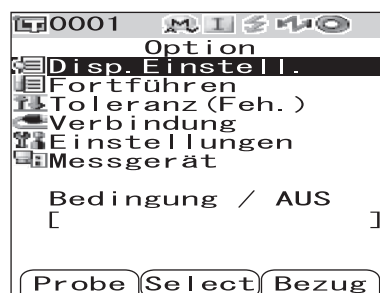 0001 M I
Option
Disp.Einstell.
Fortführen
Toleranz(Feh.)
Verbindung
Einstellungen
Messgerät
Bedingung / AUS
[ ]
Probe Select Bezug